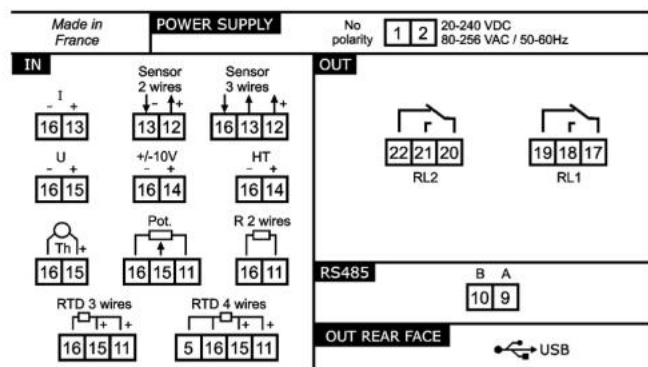 Made in
France
POWER SUPPLY
No
polarity
1 2
20-240 VDC
80-256 VAC / 50-60Hz
IN
I
- +
16 13
Sensor
2 wires
- +
13 12
Sensor
3 wires
+
16 13 12
U
- +
16 15
+/-10V
- +
16 14
HT
- +
16 14
Th +
16 15
Pot.
16 15 11
R 2 wires
16 11
RTD 3 wires
+ +
16 15 11
RTD 4 wires
+ +
5 16 15 11
OUT
22 21 20
RL2
19 18 17
RL1
RS485
B A
10 9
OUT REAR FACE
USB